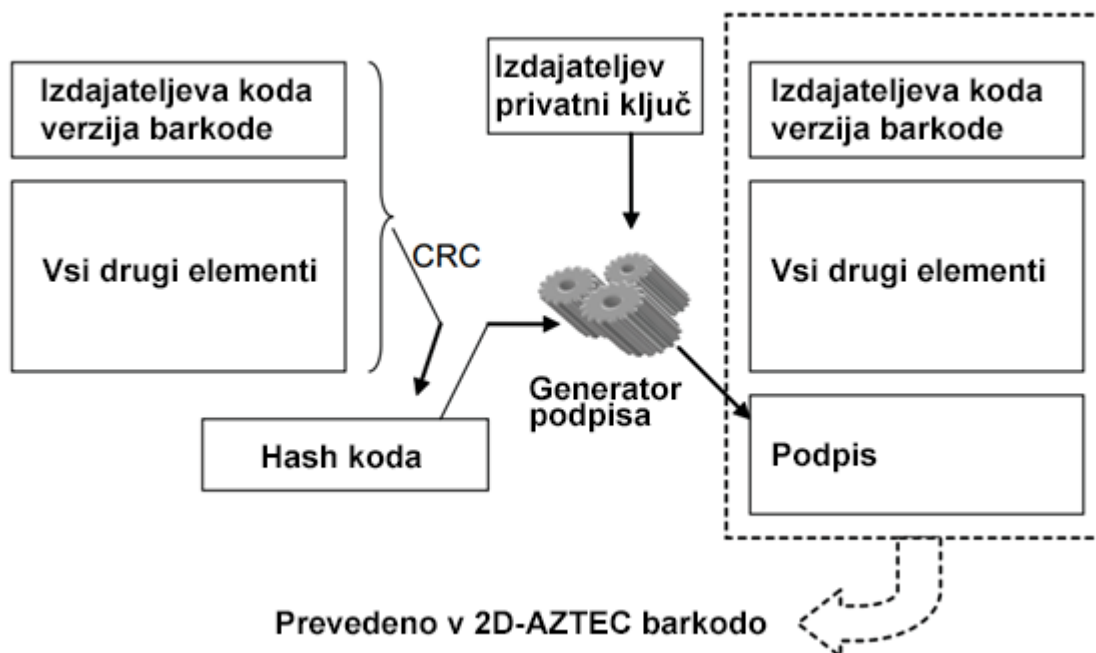 Izdajateljeva koda
verzija barkode
Vsi drugi elementi
CRC
Hash koda
Izdajateljev
privatni ključ
Generator
podpisa
Izdajateljeva koda
verzija barkode
Vsi drugi elementi
Podpis
Prevedeno v 2D-AZTEC barkodo